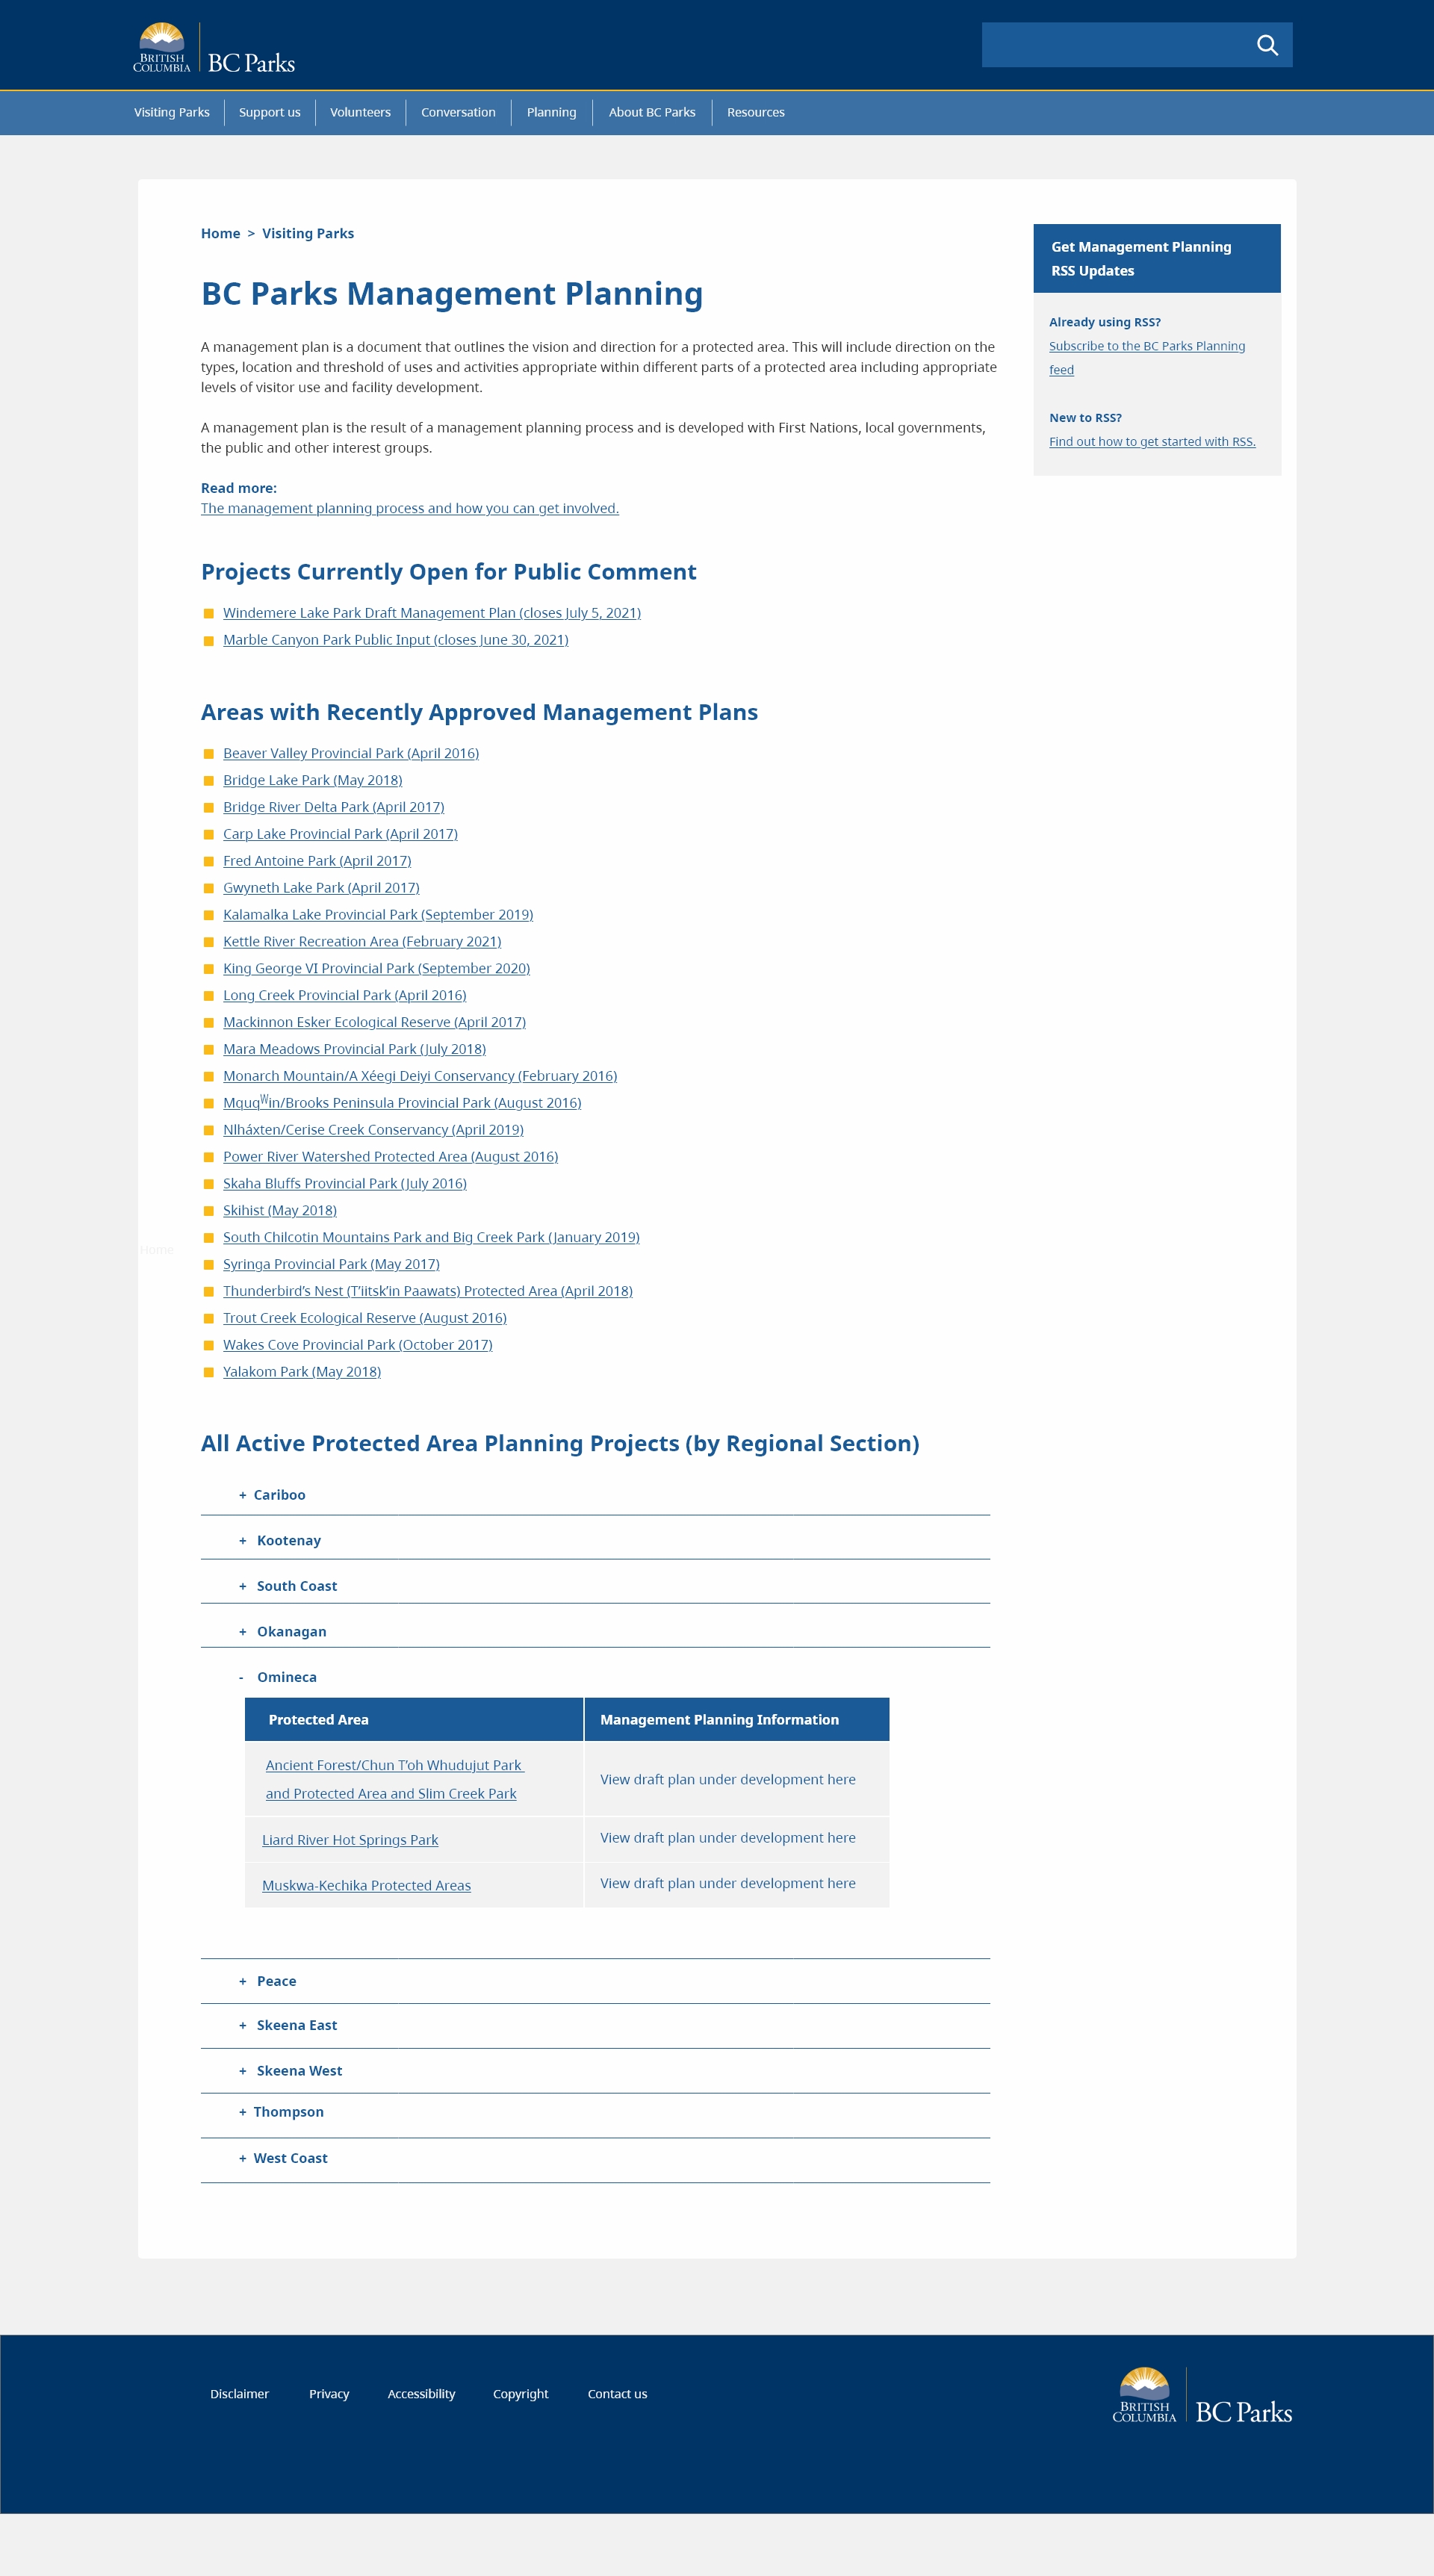 BRITISH
COLUMBIA
BC Parks
Visiting Parks
Support us
Volunteers
Conversation
Planning
About BC Parks
Resources
Home > Visiting Parks
BC Parks Management Planning
A management plan is a document that outlines the vision and direction for a protected area. This will include direction on the
types, location and threshold of uses and activities appropriate within different parts of a protected area including appropriate
levels of visitor use and facility development.
A management plan is the result of a management planning process and is developed with First Nations, local governments,
the public and other interest groups.
Read more:
The management planning process and how you can get involved.
Get Management Planning
RSS Updates
Already using RSS?
Subscribe to the BC Parks Planning
feed
New to RSS?
Find out how to get started with RSS.
Projects Currently Open for Public Comment
Windemere Lake Park Draft Management Plan (closes July 5, 2021)
Marble Canyon Park Public Input (closes June 30, 2021)
Areas with Recently Approved Management Plans
Beaver Valley Provincial Park (April 2016)
Bridge Lake Park (May 2018)
Bridge River Delta Park (April 2017)
Carp Lake Provincial Park (April 2017)
Fred Antoine Park (April 2017)
Gwyneth Lake Park (April 2017)
Kalamalka Lake Provincial Park (September 2019)
Kettle River Recreation Area (February 2021)
King George VI Provincial Park (September 2020)
Long Creek Provincial Park (April 2016)
Mackinnon Esker Ecological Reserve (April 2017)
Mara Meadows Provincial Park (July 2018)
Monarch Mountain/A Xéegi Deiyi Conservancy (February 2016)
Mquqᵂin/Brooks Peninsula Provincial Park (August 2016)
Nlháxten/Cerise Creek Conservancy (April 2019)
Power River Watershed Protected Area (August 2016)
Skaha Bluffs Provincial Park (July 2016)
Skihist (May 2018)
South Chilcotin Mountains Park and Big Creek Park (January 2019)
Home
Syringa Provincial Park (May 2017)
Thunderbird’s Nest (T’iitsk’in Paawats) Protected Area (April 2018)
Trout Creek Ecological Reserve (August 2016)
Wakes Cove Provincial Park (October 2017)
Yalakom Park (May 2018)
All Active Protected Area Planning Projects (by Regional Section)
+ Cariboo
+ Kootenay
+ South Coast
+ Okanagan
- Omineca
Protected Area
Management Planning Information
Ancient Forest/Chun T’oh Whudujut Park
and Protected Area and Slim Creek Park
View draft plan under development here
Liard River Hot Springs Park
View draft plan under development here
Muskwa-Kechika Protected Areas
View draft plan under development here
+ Peace
+ Skeena East
+ Skeena West
+ Thompson
+ West Coast
Disclaimer
Privacy
Accessibility
Copyright
Contact us
BRITISH
COLUMBIA
BC Parks